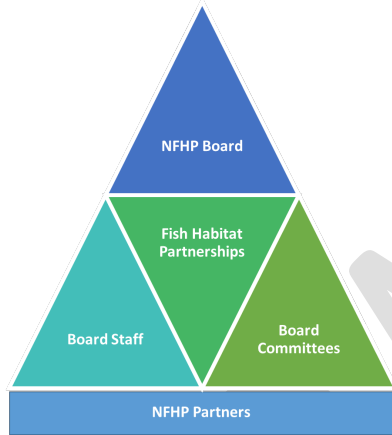 NFHP Board
Fish Habitat
Partnerships
Board Staff
Board
Committees
NFHP Partners